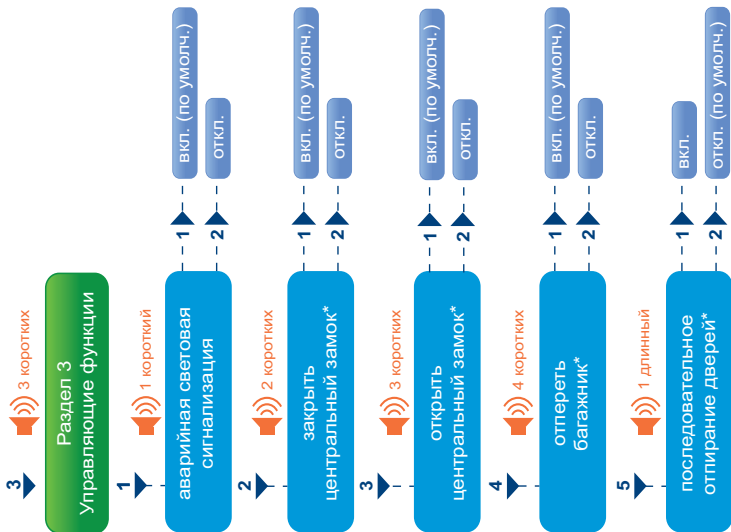 3
3 коротких
Раздел 3
Управляющие функции
1
1 короткий
аварийная световая
сигнализация
1
вкл. (по умолч.)
2
откл.
2
2 коротких
закрыть
центральный замок*
1
вкл. (по умолч.)
2
откл.
3
3 коротких
открыть
центральный замок*
1
вкл. (по умолч.)
2
откл.
4
4 коротких
отпереть
багажник*
1
вкл. (по умолч.)
2
откл.
5
1 длинный
последовательное
отпирание дверей*
1
вкл.
2
откл. (по умолч.)